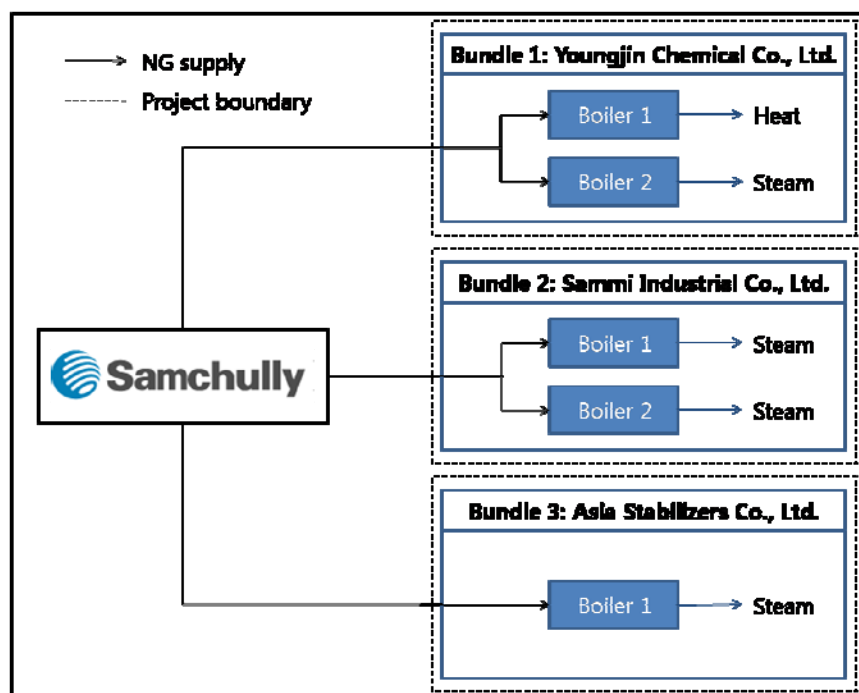 NG supply
Project boundary
Bundle 1: Youngjin Chemical Co., Ltd.
Boiler 1
Heat
Boiler 2
Steam
Bundle 2: Sammi Industrial Co., Ltd.
Boiler 1
Steam
Boiler 2
Steam
Samchully
Bundle 3: Asia Stabilizers Co., Ltd.
Boiler 1
Steam